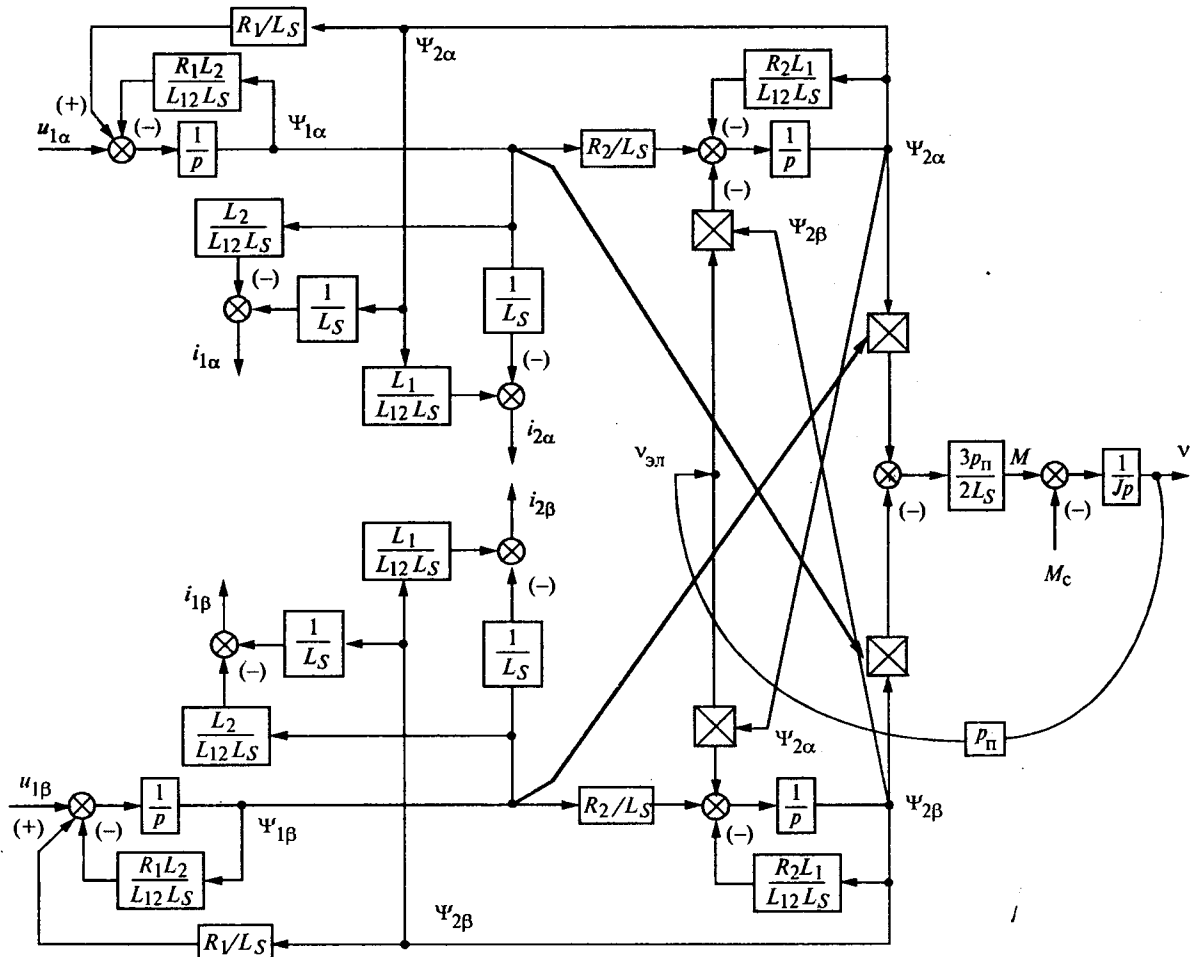 R₁/L_S
Ψ₂α
R₁L₂
L₁₂L_S
R₂L₁
L₁₂L_S
(+)
(–)
Ψ₁α
(–)
u₁α
1
p
R₂/L_S
1
p
Ψ₂α
(–)
L₂
L₁₂L_S
Ψ₂β
(–)
1
L_S
1
L_S
i₁α
(–)
L₁
L₁₂L_S
i₂α
ν_эл
3p_п
2L_S
M
1
Jp
ν
(–)
(–)
i₂β
M_с
L₁
L₁₂L_S
(–)
i₁β
1
L_S
1
L_S
(–)
L₂
L₁₂L_S
Ψ₂α
p_п
u₁β
1
p
R₂/L_S
1
p
Ψ₂β
(+)
(–)
Ψ₁β
(–)
R₁L₂
L₁₂L_S
R₂L₁
L₁₂L_S
Ψ₂β
R₁/L_S